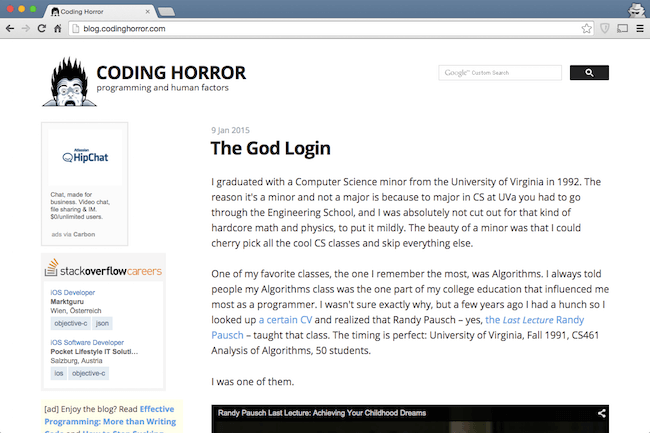 Coding Horror
blog.codinghorror.com
CODING HORROR
programming and human factors
Google™ Custom Search
Atlassian
HipChat
Chat, made for
business. Video chat,
file sharing & IM.
$0/unlimited users.
ads via Carbon
stackoverflowcareers
iOS Developer
Marktguru
Wien, Österreich
objective-c json
iOS Software Developer
Pocket Lifestyle IT Soluti...
Salzburg, Austria
ios objective-c
[ad] Enjoy the blog? Read Effective
Programming: More than Writing
Code and How to Stop Sucking
9 Jan 2015
The God Login
I graduated with a Computer Science minor from the University of Virginia in 1992. The
reason it's a minor and not a major is because to major in CS at UVa you had to go
through the Engineering School, and I was absolutely not cut out for that kind of
hardcore math and physics, to put it mildly. The beauty of a minor was that I could
cherry pick all the cool CS classes and skip everything else.
One of my favorite classes, the one I remember the most, was Algorithms. I always told
people my Algorithms class was the one part of my college education that influenced me
most as a programmer. I wasn't sure exactly why, but a few years ago I had a hunch so I
looked up a certain CV and realized that Randy Pausch – yes, the Last Lecture Randy
Pausch – taught that class. The timing is perfect: University of Virginia, Fall 1991, CS461
Analysis of Algorithms, 50 students.
I was one of them.
Randy Pausch Last Lecture: Achieving Your Childhood Dreams